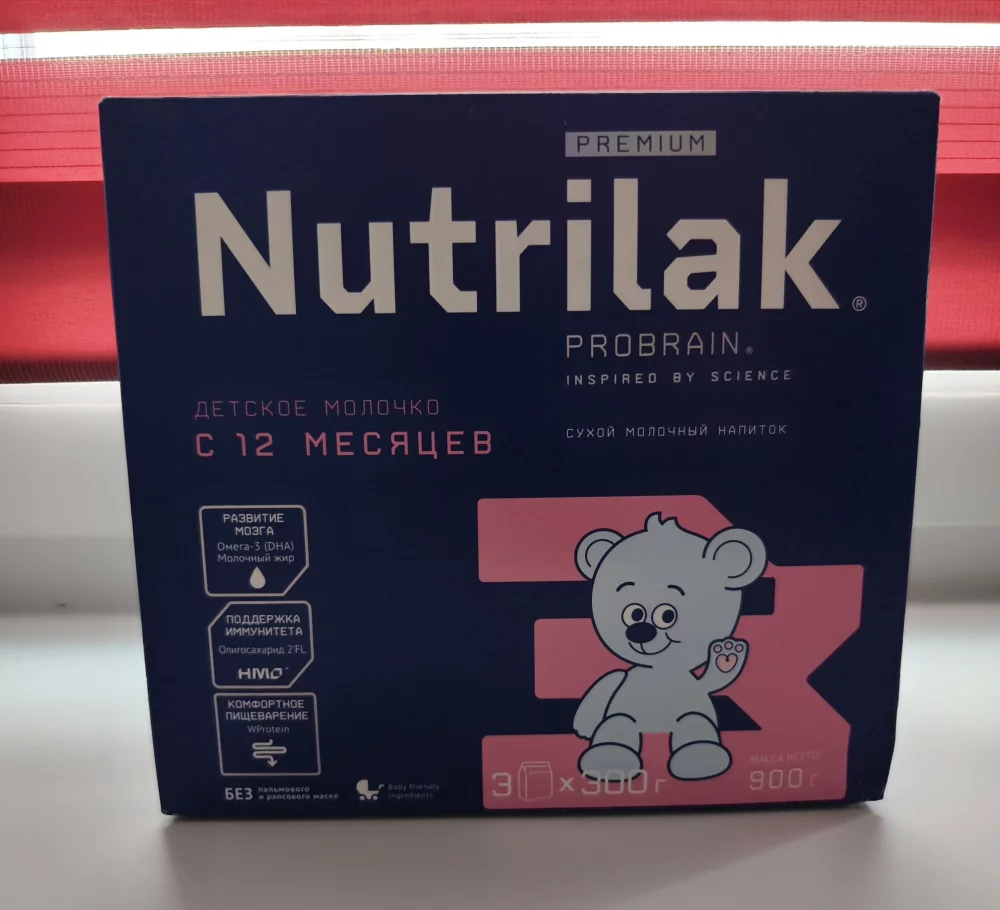 PREMIUM
Nutrilak®
PROBRAIN®
INSPIRED BY SCIENCE
ДЕТСКОЕ МОЛОЧКО
С 12 МЕСЯЦЕВ
СУХОЙ МОЛОЧНЫЙ НАПИТОК
РАЗВИТИЕ
МОЗГА
Омега-3 (DHA)
Молочный жир
ПОДДЕРЖКА
ИММУНИТЕТА
Олигосахарид 2'FL
HMO
КОМФОРТНОЕ
ПИЩЕВАРЕНИЕ
WProtein
БЕЗ пальмового
и рапсового масел
Baby friendly
ingredients
3
3 x 300 г
МАССА НЕТТО
900 г